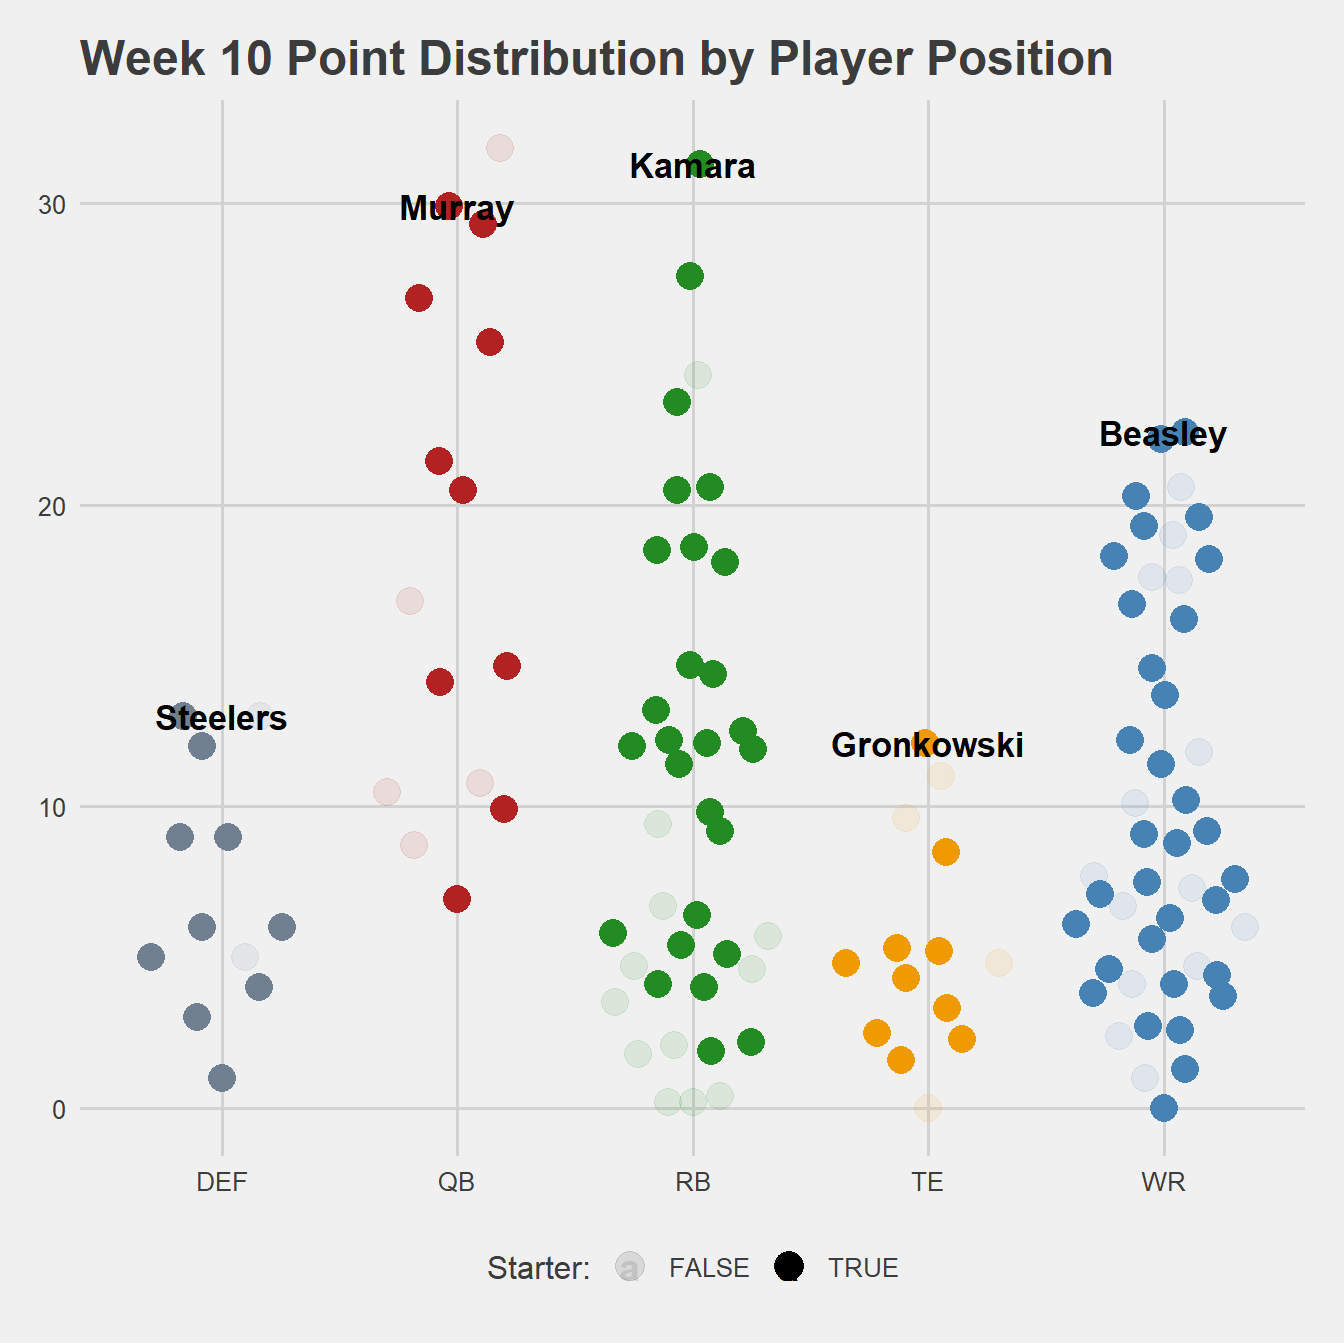 Week 10 Point Distribution by Player Position
Kamara
30
Murray
Beasley
20
Steelers
Gronkowski
10
0
DEF QB RB TE WR
Starter: a FALSE TRUE